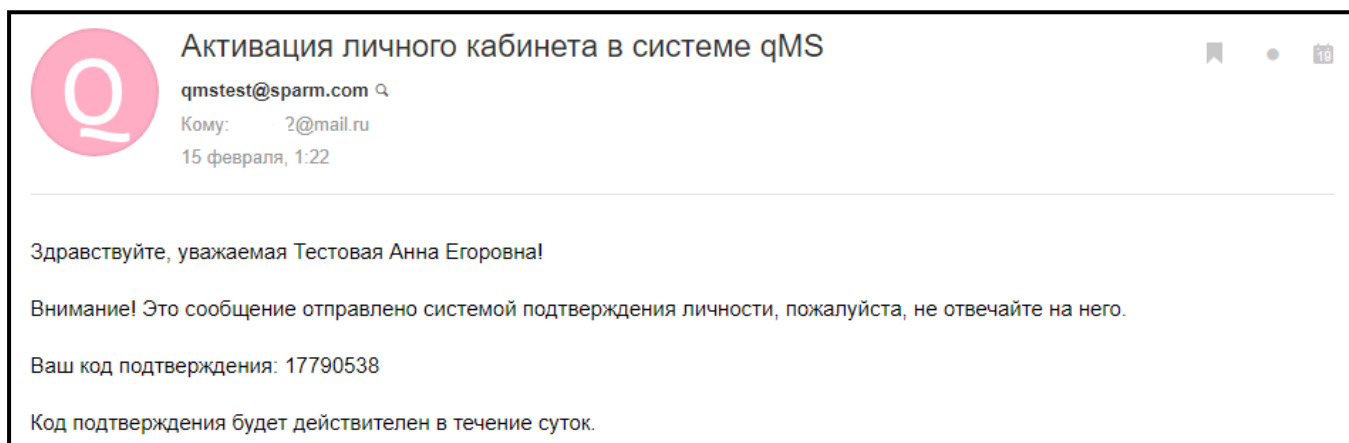 Активация личного кабинета в системе qMS
Q
qmstest@sparm.com
Кому: 2@mail.ru
15 февраля, 1:22
19
Здравствуйте, уважаемая Тестовая Анна Егоровна!
Внимание! Это сообщение отправлено системой подтверждения личности, пожалуйста, не отвечайте на него.
Ваш код подтверждения: 17790538
Код подтверждения будет действителен в течение суток.